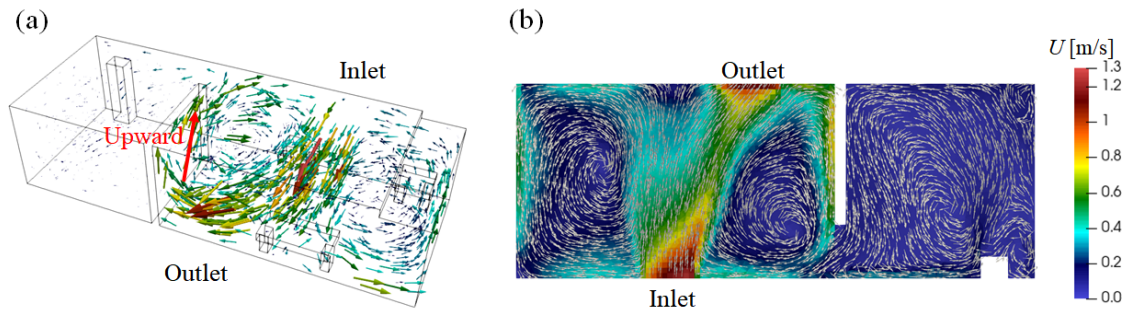 (a)
Inlet
Upward
Outlet
(b)
Outlet
Inlet
U [m/s]
1.3
1.2
1
0.8
0.6
0.4
0.2
0.0